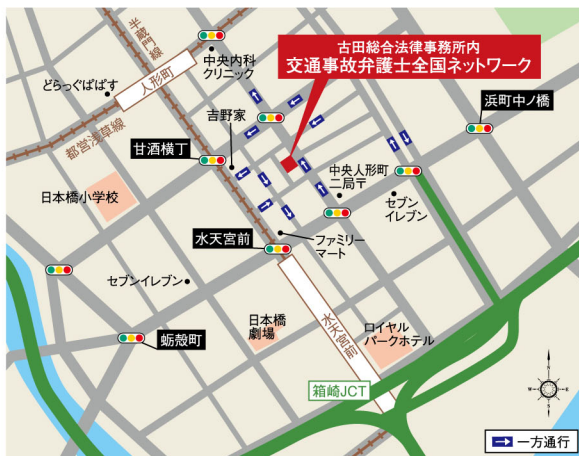 半蔵門線
中央内科
クリニック
古田総合法律事務所内
交通事故弁護士全国ネットワーク
どらっぐぱぱす
人形町
浜町中ノ橋
都営浅草線
吉野家
甘酒横丁
中央人形町
二局〒
セブン
イレブン
日本橋小学校
水天宮前
ファミリー
マート
セブンイレブン
日本橋
劇場
水天宮前
ロイヤル
パークホテル
蛎殻町
箱崎JCT
N
W
E
S
一方通行